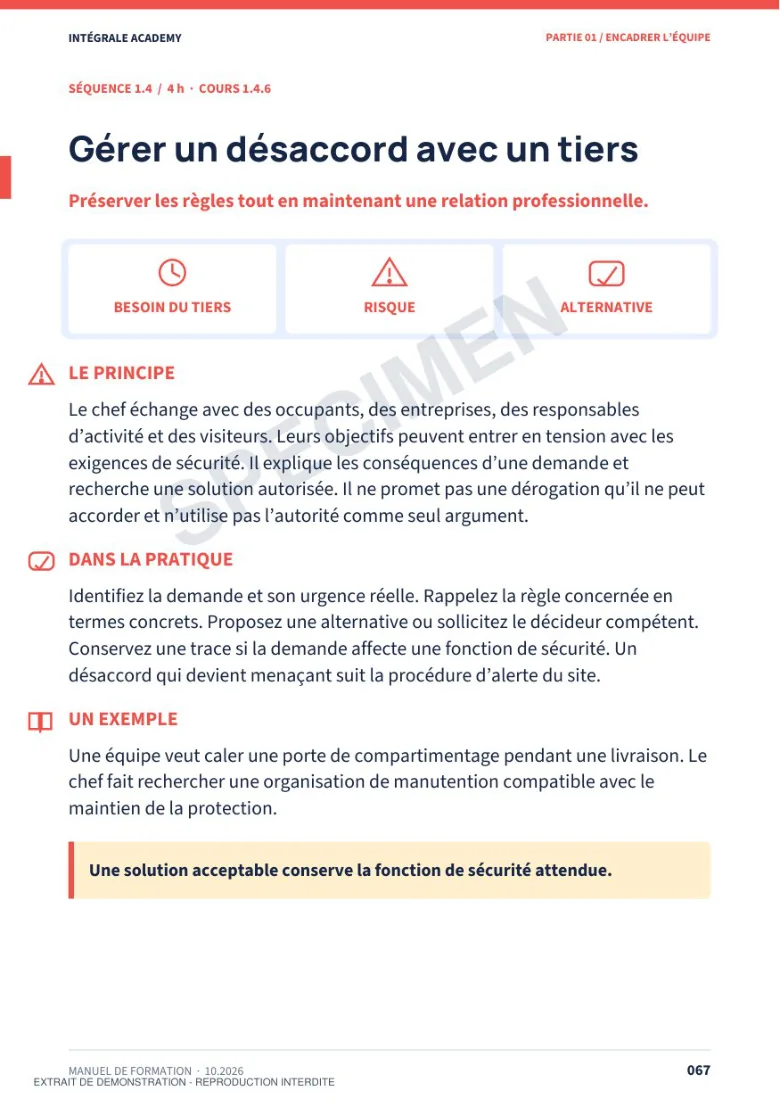 INTÉGRALE ACADEMY
PARTIE 01 / ENCADRER L'ÉQUIPE
SÉQUENCE 1.4 / 4 h · COURS 1.4.6
Gérer un désaccord avec un tiers
Préserver les règles tout en maintenant une relation professionnelle.
BESOIN DU TIERS
RISQUE
ALTERNATIVE
SPECIMEN
LE PRINCIPE
Le chef échange avec des occupants, des entreprises, des responsables
d'activité et des visiteurs. Leurs objectifs peuvent entrer en tension avec les
exigences de sécurité. Il explique les conséquences d'une demande et
recherche une solution autorisée. Il ne promet pas une dérogation qu'il ne peut
accorder et n'utilise pas l'autorité comme seul argument.
DANS LA PRATIQUE
Identifiez la demande et son urgence réelle. Rappelez la règle concernée en
termes concrets. Proposez une alternative ou sollicitez le décideur compétent.
Conservez une trace si la demande affecte une fonction de sécurité. Un
désaccord qui devient menaçant suit la procédure d'alerte du site.
UN EXEMPLE
Une équipe veut caler une porte de compartimentage pendant une livraison. Le
chef fait rechercher une organisation de manutention compatible avec le
maintien de la protection.
Une solution acceptable conserve la fonction de sécurité attendue.
MANUEL DE FORMATION · 10.2026
067
EXTRAIT DE DEMONSTRATION - REPRODUCTION INTERDITE